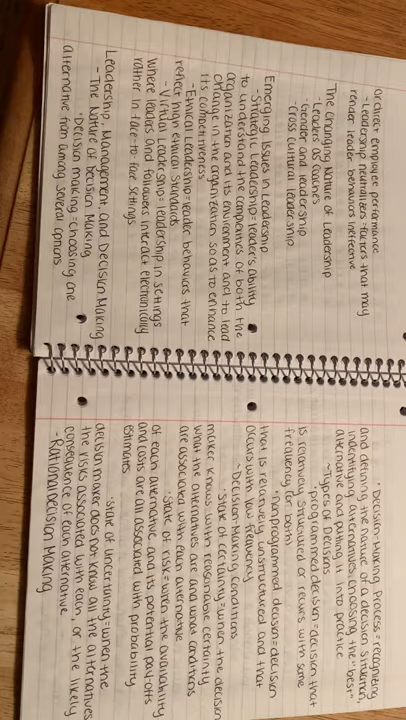 or direct employee performance
-Leadership neutralizers=factors that may
render leader behaviors ineffective
The Changing Nature of Leadership
-Leaders as Coaches
-Gender and leadership
-Cross Cultural leadership
Emerging Issues in Leadership
-Strategic Leadership=leader's ability
to understand the complexities of both the
organization and its environment and to lead
change in the organization so as to enhance
its competitiveness
-Ethical Leadership=leader behaviors that
reflect high ethical standards
-Virtual Leadership=leadership in settings
where leaders and followers interact electronically
rather in face-to face settings
Leadership, Management, and Decision Making
-The Nature of Decision Making
·Decision making=choosing one
alternative from among several options
·Decision Making Process=recognizing
and defining the nature of a decision situation,
indentifying alternatives, choosing the "best"
alternative and putting it into practice
-Types of Decisions
·programmed decision=decision that
is relatively structured or recurs with some
frequency (or both)
·Nonprogrammed decision=decision
that is relatively unstructured and that
occurs with low frequency
-Decision-Making Conditions
·State of certainty=when the decision
maker knows with reasonable certainty
what the alternatives are and what conditions
are associated with each alternative
·State of risk=with the availability
of each alternative and its potential pay-offs
and costs are all associated with probability
estimates
·State of uncertainty=when the
decision maker does not know all the alternatives
the risks associated with each, or the likely
consequence of each alternative
-Rational Decision Making